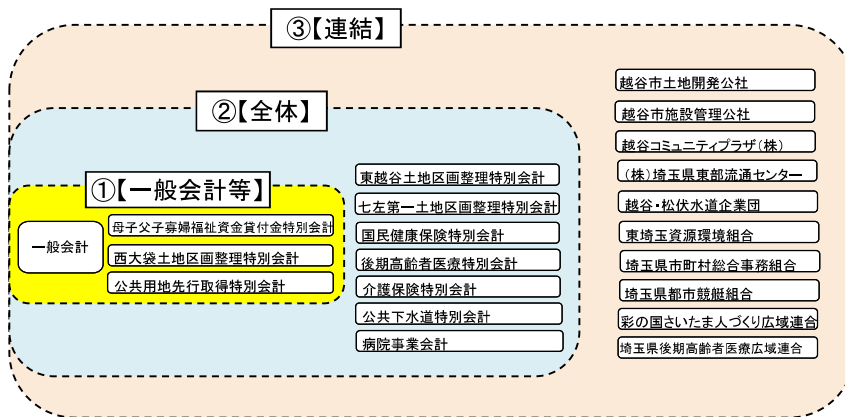 ③【連結】
②【全体】
①【一般会計等】
一般会計
母子父子寡婦福祉資金貸付金特別会計
西大袋土地区画整理特別会計
公共用地先行取得特別会計
東越谷土地区画整理特別会計
七左第一土地区画整理特別会計
国民健康保険特別会計
後期高齢者医療特別会計
介護保険特別会計
公共下水道特別会計
病院事業会計
越谷市土地開発公社
越谷市施設管理公社
越谷コミュニティプラザ(株)
(株)埼玉県東部流通センター
越谷・松伏水道企業団
東埼玉資源環境組合
埼玉県市町村総合事務組合
埼玉県都市競艇組合
彩の国さいたま人づくり広域連合
埼玉県後期高齢者医療広域連合